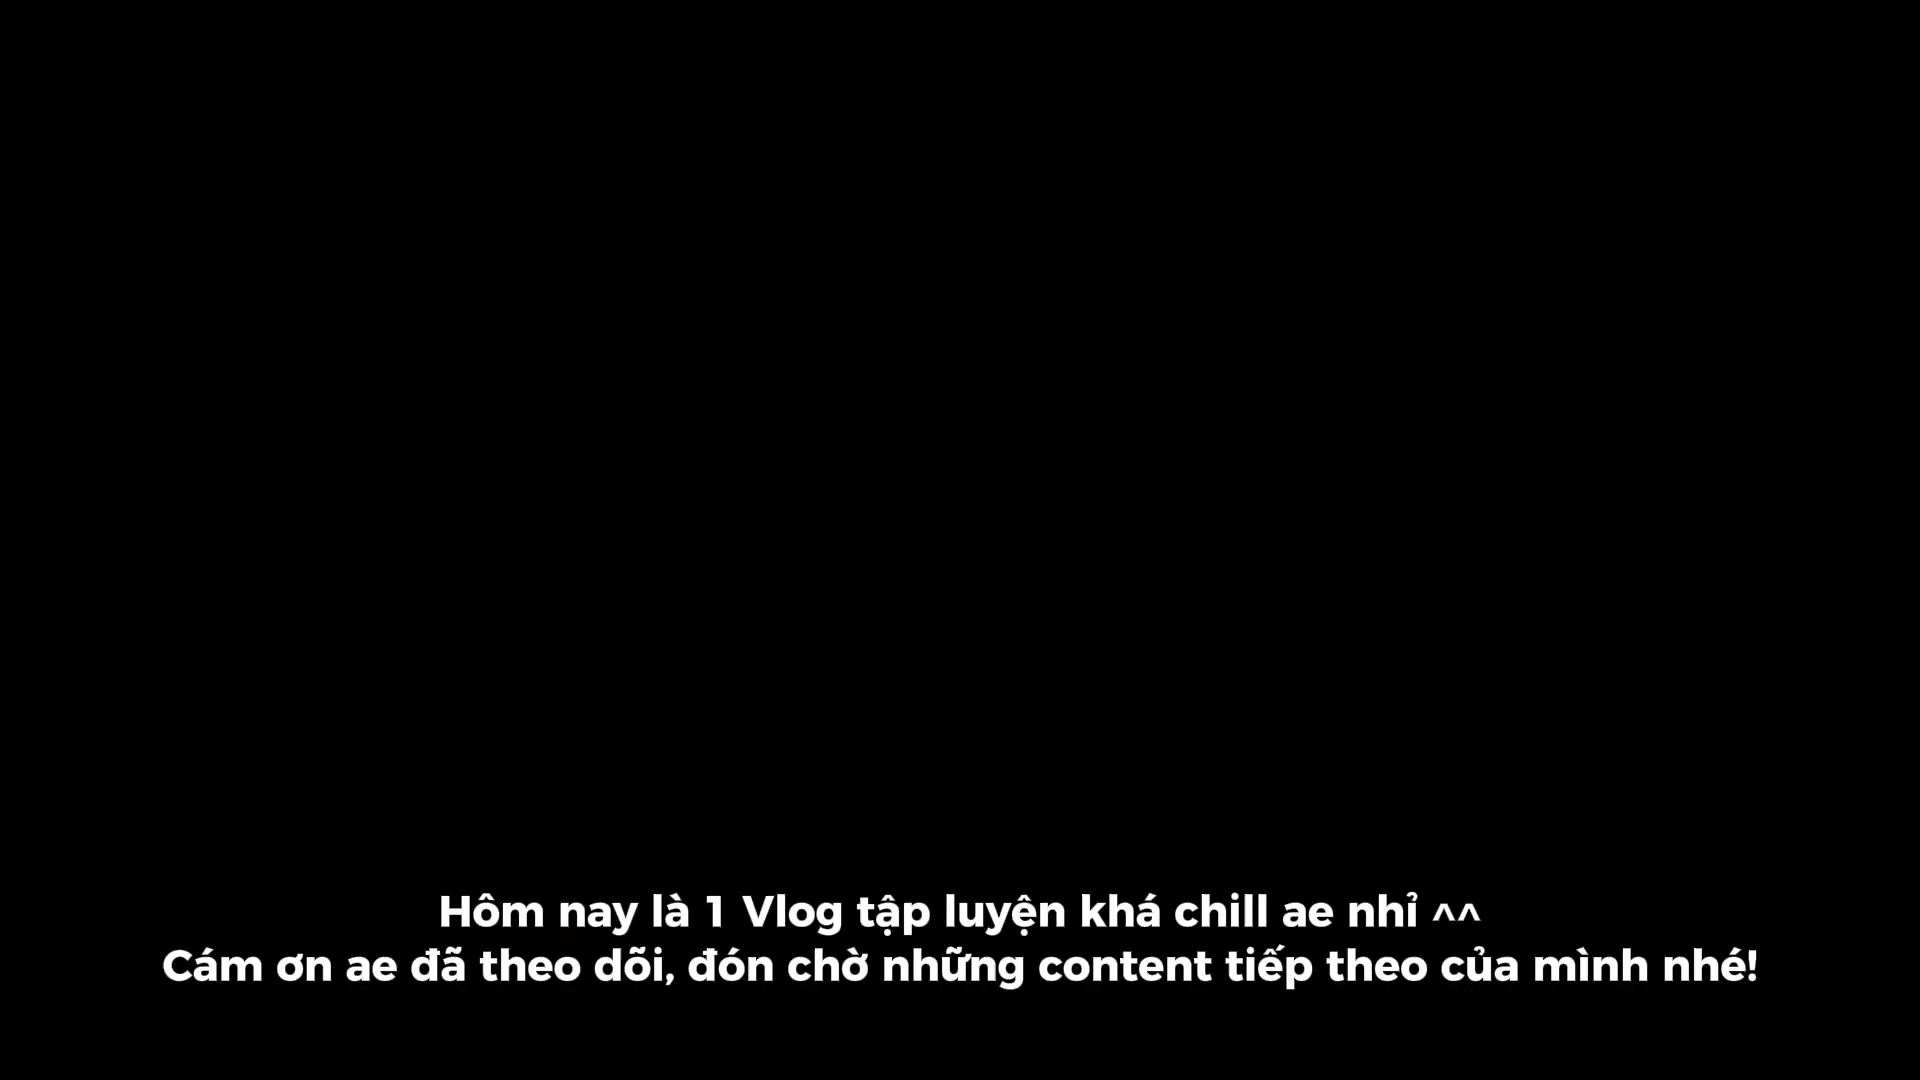 Hôm nay là 1 Vlog tập luyện khá chill ae nhỉ ^^
Cám ơn ae đã theo dõi, đón chờ những content tiếp theo của mình nhé!